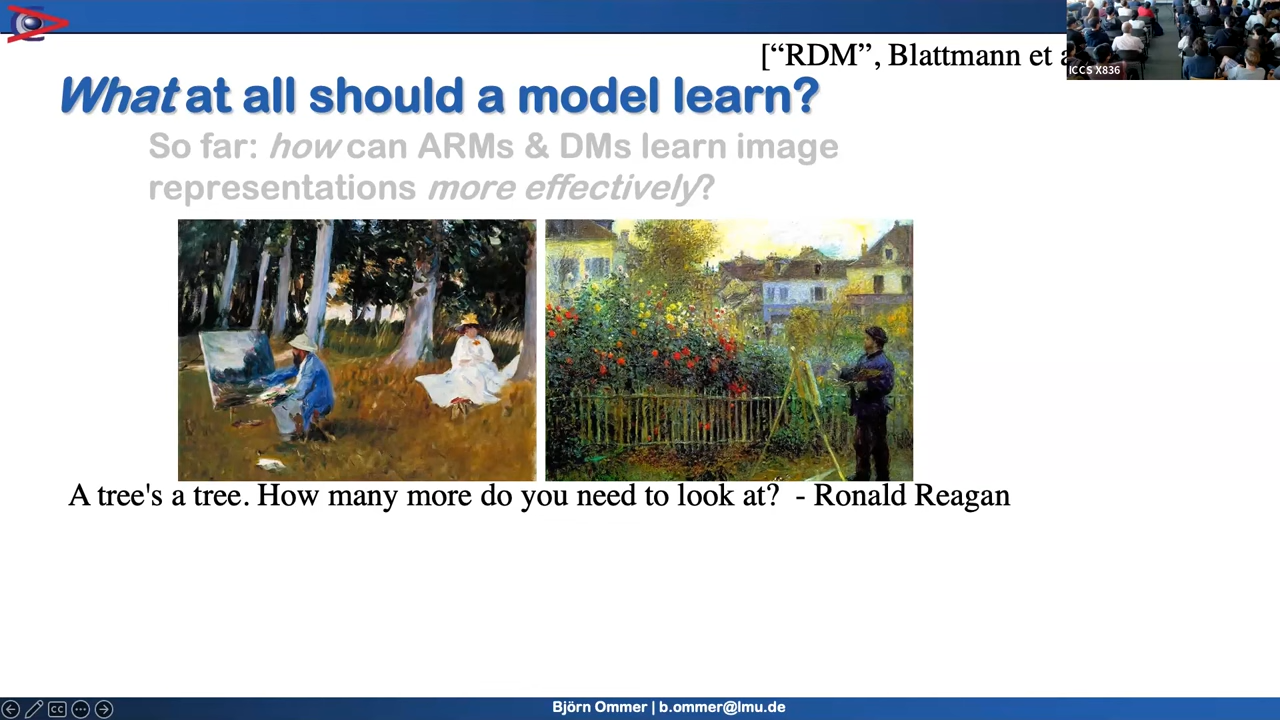 ["RDM", Blattmann et a
ICCS X836
What at all should a model learn?
So far: how can ARMs & DMs learn image
representations more effectively?
A tree's a tree. How many more do you need to look at?  - Ronald Reagan
CC
Björn Ommer | b.ommer@lmu.de